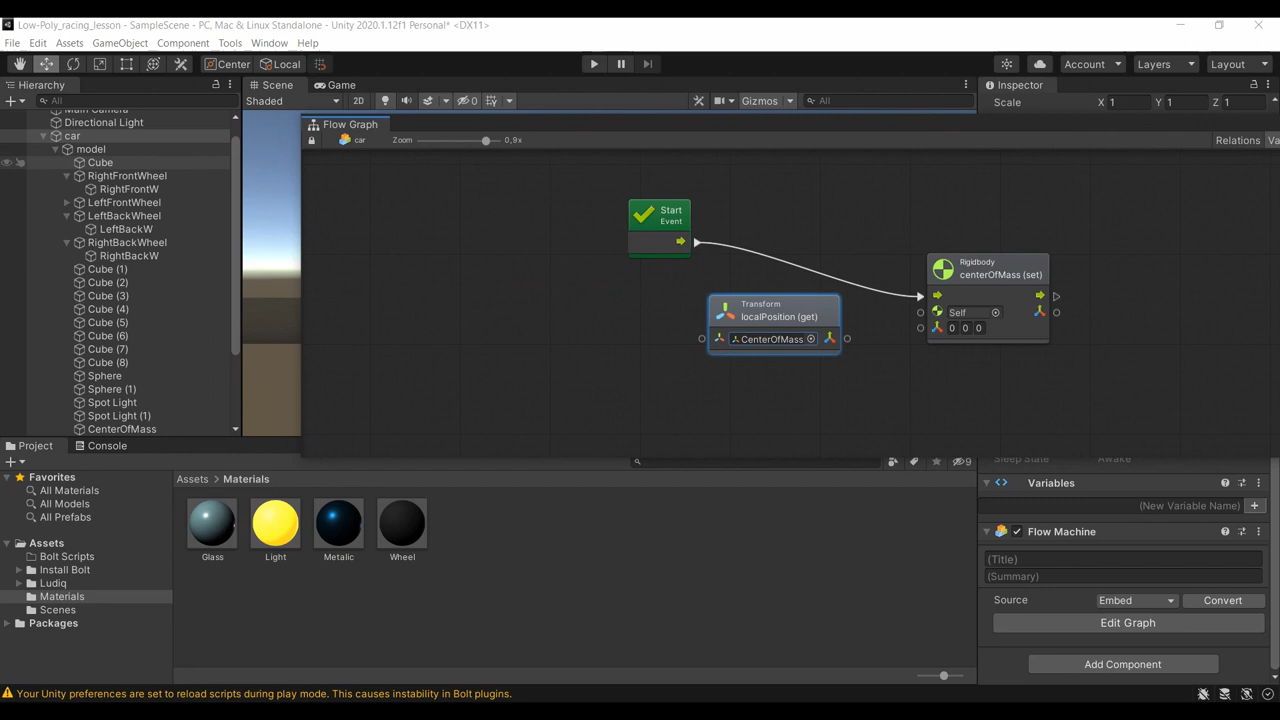 Low-Poly_racing_lesson - SampleScene - PC, Mac & Linux Standalone - Unity 2020.1.12f1 Personal* <DX11>
File Edit Assets GameObject Component Tools Window Help
Center Local Account Layers Layout
Hierarchy Scene Game Inspector
All Shaded 2D 0 Gizmos All Scale X 1 Y 1 Z 1
Directional Light
car
model
Cube
RightFrontWheel
RightFrontW
LeftFrontWheel
LeftBackWheel
LeftBackW
RightBackWheel
RightBackW
Cube (1)
Cube (2)
Cube (3)
Cube (4)
Cube (5)
Cube (6)
Cube (7)
Cube (8)
Sphere
Sphere (1)
Spot Light
Spot Light (1)
CenterOfMass
Flow Graph
car Zoom 0,9x Relations Va
Start
Event
Transform
localPosition (get)
CenterOfMass
Rigidbody
centerOfMass (set)
Self
0 0 0
Project Console
9
Favorites
All Materials
All Models
All Prefabs
Assets
Bolt Scripts
Install Bolt
Ludiq
Materials
Scenes
Packages
Assets > Materials
Glass Light Metalic Wheel
Sleep State Awake
Variables
(New Variable Name)
Flow Machine
(Title)
(Summary)
Source Embed Convert
Edit Graph
Add Component
Your Unity preferences are set to reload scripts during play mode. This causes instability in Bolt plugins.